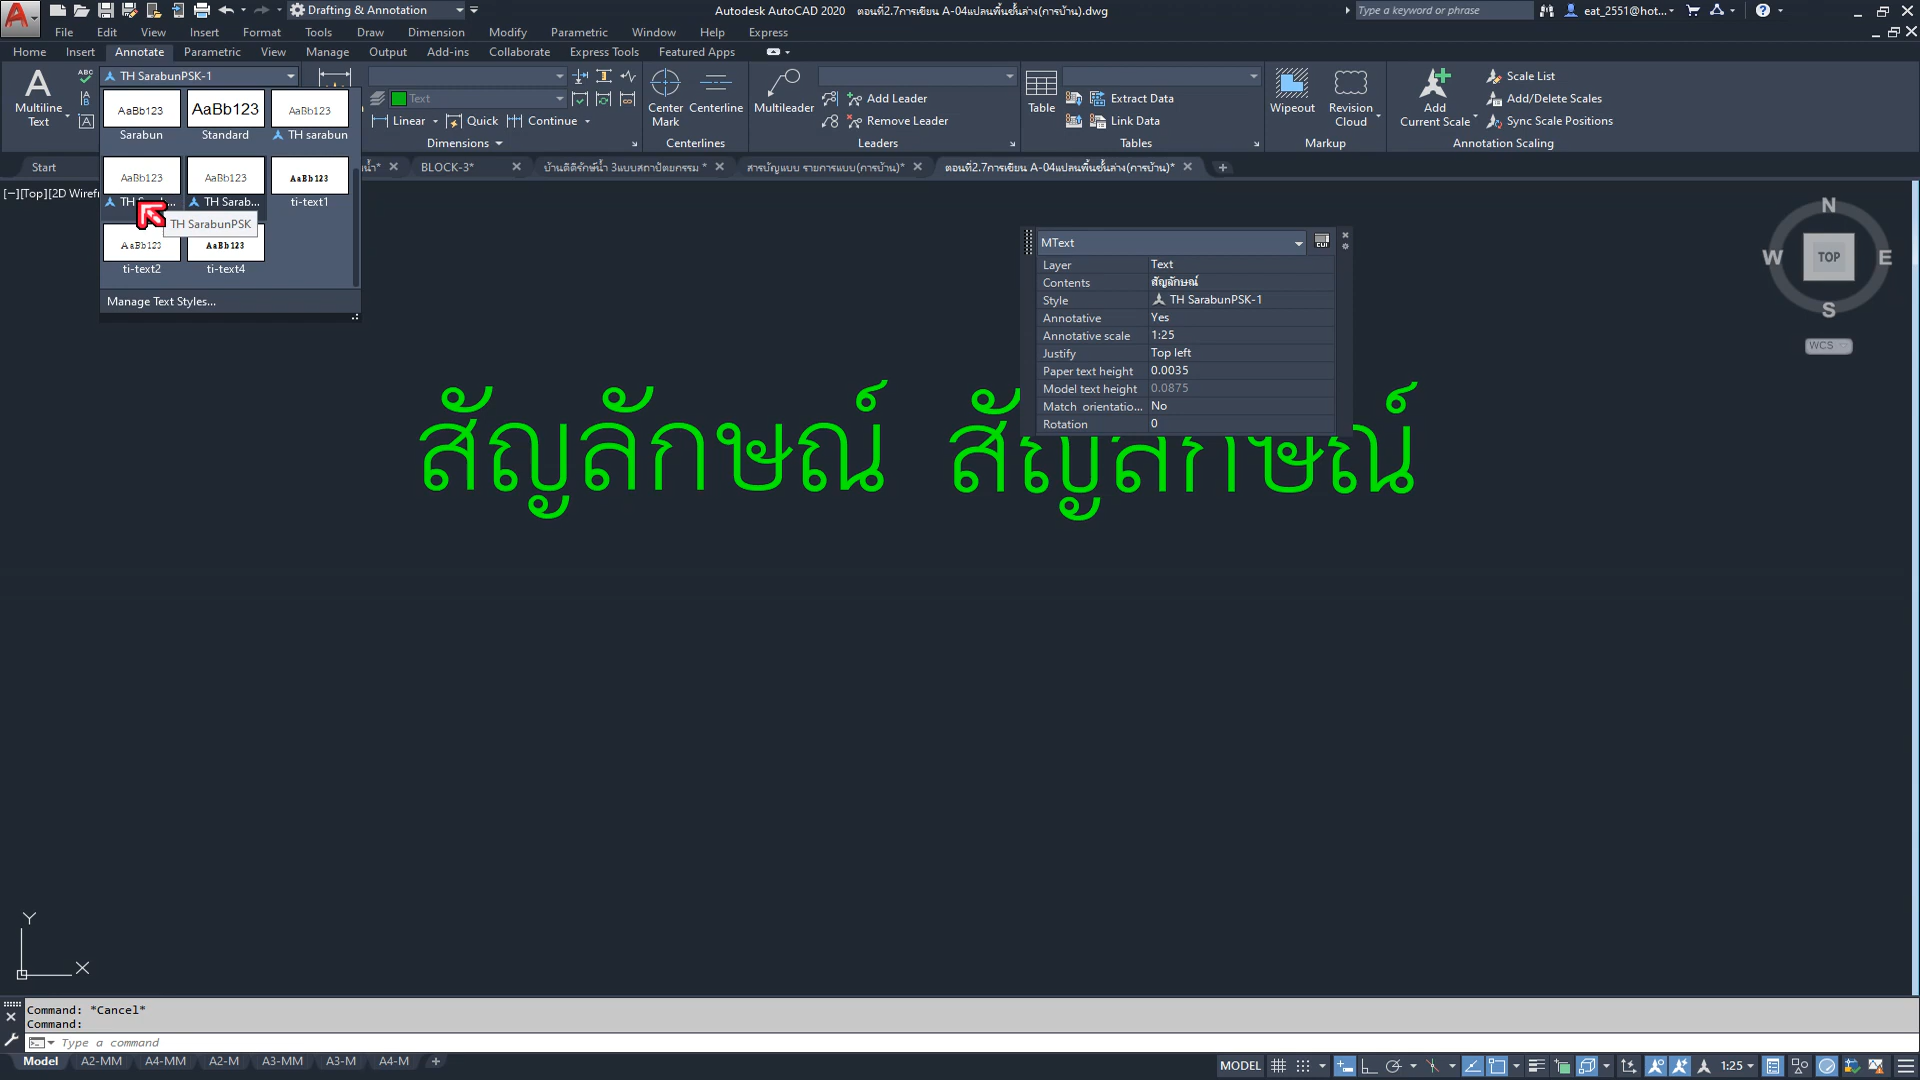 Drafting & Annotation
Autodesk AutoCAD 2020 ตอนที่2.7การเขียน A-04แปลนพื้นชั้นล่าง(การบ้าน).dwg
Type a keyword or phrase
eat_2551@hot...
File Edit View Insert Format Tools Draw Dimension Modify Parametric Window Help Express
Home Insert Annotate Parametric View Manage Output Add-ins Collaborate Express Tools Featured Apps
TH SarabunPSK-1
Multiline Text
AaBb123 AaBb123 AaBb123
Sarabun Standard TH sarabun
AaBb123 AaBb123 AaBb123
TH Sarab... ti-text1
TH SarabunPSK
AaBb123 AaBb123
ti-text2 ti-text4
Manage Text Styles...
Text
Linear Quick Continue
Dimensions
Center Mark Centerline
Centerlines
Multileader
Add Leader
Remove Leader
Leaders
Table
Extract Data
Link Data
Tables
Wipeout Revision Cloud
Markup
Add Current Scale
Scale List
Add/Delete Scales
Sync Scale Positions
Annotation Scaling
Start
BLOCK-3*
สารบัญแบบ รายการแบบ(การบ้าน)*
ตอนที่2.7การเขียน A-04แปลนพื้นชั้นล่าง(การบ้าน)*
[−][Top][2D Wirefr
N
W TOP E
S
WCS
MText
Layer Text
Contents สัญลักษณ์
Style TH SarabunPSK-1
Annotative Yes
Annotative scale 1:25
Justify Top left
Paper text height 0.0035
Model text height 0.0875
Match orientatio... No
Rotation 0
สัญลักษณ์ สัญลักษณ์
Y
X
Command: *Cancel*
Command:
Type a command
Model A2-MM A4-MM A2-M A3-MM A3-M A4-M
MODEL
1:25